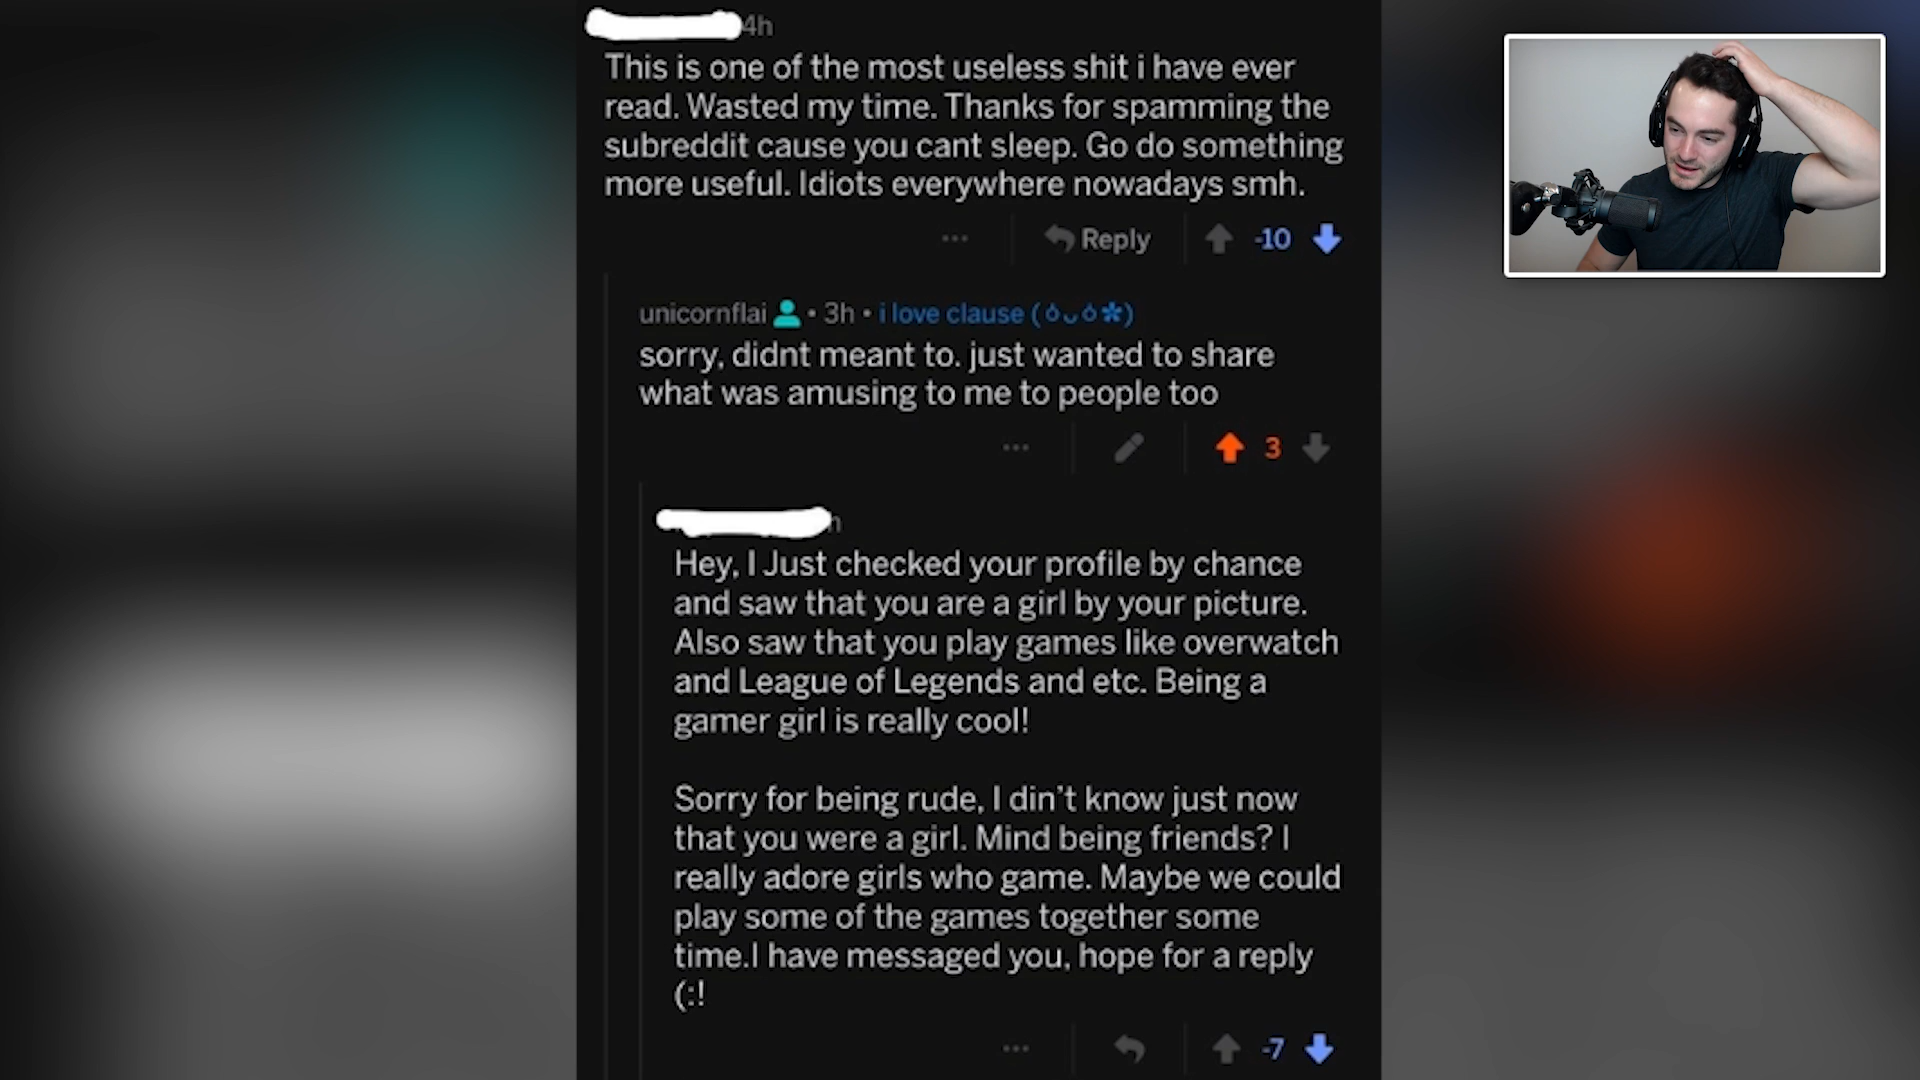 4h
This is one of the most useless shit i have ever
read. Wasted my time. Thanks for spamming the
subreddit cause you cant sleep. Go do something
more useful. Idiots everywhere nowadays smh.
... Reply -10
unicornflai • 3h • i love clause (óᴗó✲)
sorry, didnt meant to. just wanted to share
what was amusing to me to people too
... 3
h
Hey, I Just checked your profile by chance
and saw that you are a girl by your picture.
Also saw that you play games like overwatch
and League of Legends and etc. Being a
gamer girl is really cool!
Sorry for being rude, I din't know just now
that you were a girl. Mind being friends? I
really adore girls who game. Maybe we could
play some of the games together some
time.I have messaged you, hope for a reply
(:!
... -7